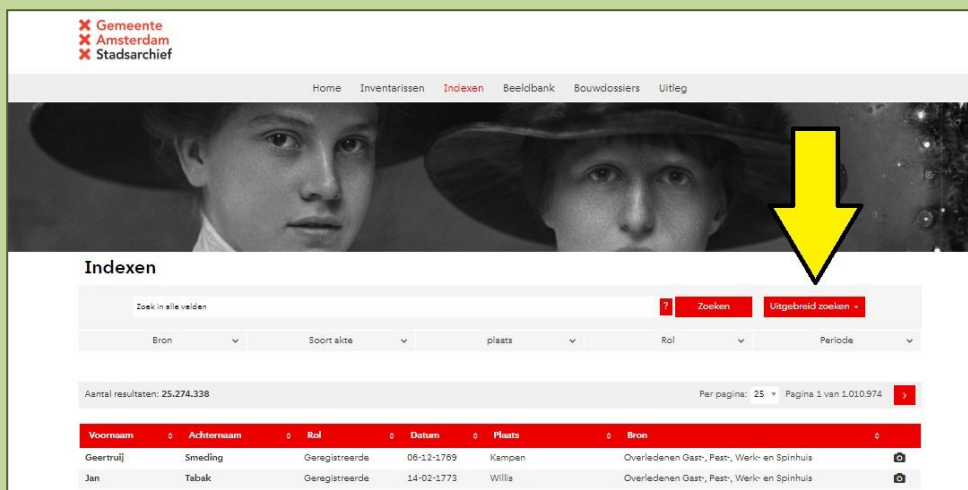 Gemeente
Amsterdam
Stadsarchief
Home Inventarissen Indexen Beeldbank Bouwdossiers Uitleg
Indexen
Zoek in alle velden ? Zoeken Uitgebreid zoeken
Bron Soort akte plaats Rol Periode
Aantal resultaten: 25.274.338 Per pagina: 25 Pagina 1 van 1.010.974 >
Voornaam Achternaam Rol Datum Plaats Bron
Geertruij Smeding Geregistreerde 06-12-1769 Kampen Overledenen Gast-, Pest-, Werk- en Spinhuis
Jan Tabak Geregistreerde 14-02-1773 Willis Overledenen Gast-, Pest-, Werk- en Spinhuis